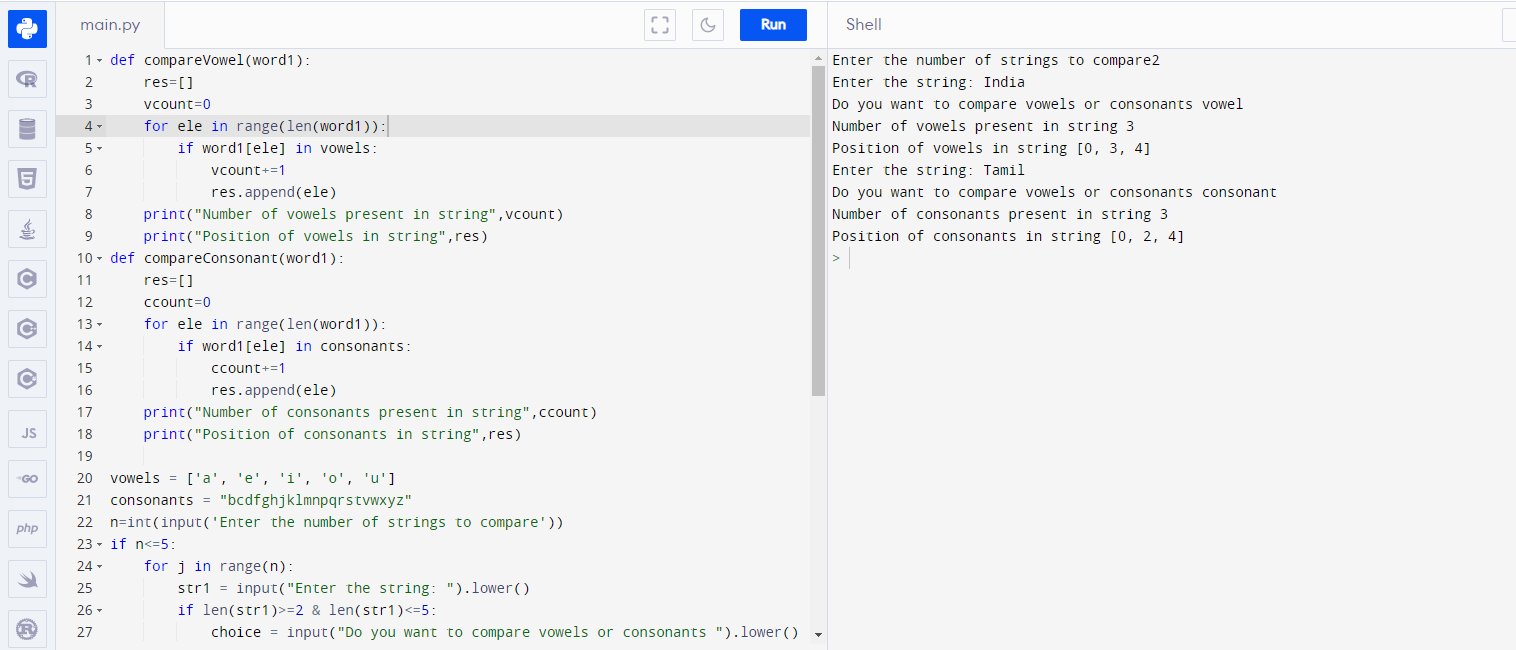 main.py
Run
Shell
1 def compareVowel(word1):
2     res=[]
3     vcount=0
4     for ele in range(len(word1)):
5         if word1[ele] in vowels:
6             vcount+=1
7             res.append(ele)
8     print("Number of vowels present in string",vcount)
9     print("Position of vowels in string",res)
10 def compareConsonant(word1):
11     res=[]
12     ccount=0
13     for ele in range(len(word1)):
14         if word1[ele] in consonants:
15             ccount+=1
16             res.append(ele)
17     print("Number of consonants present in string",ccount)
18     print("Position of consonants in string",res)
19
20 vowels = ['a', 'e', 'i', 'o', 'u']
21 consonants = "bcdfghjklmnpqrstvwxyz"
22 n=int(input('Enter the number of strings to compare'))
23 if n<=5:
24     for j in range(n):
25         str1 = input("Enter the string: ").lower()
26         if len(str1)>=2 & len(str1)<=5:
27             choice = input("Do you want to compare vowels or consonants ").lower()
Enter the number of strings to compare2
Enter the string: India
Do you want to compare vowels or consonants vowel
Number of vowels present in string 3
Position of vowels in string [0, 3, 4]
Enter the string: Tamil
Do you want to compare vowels or consonants consonant
Number of consonants present in string 3
Position of consonants in string [0, 2, 4]
>
R
5
C
C
C
JS
GO
php
R